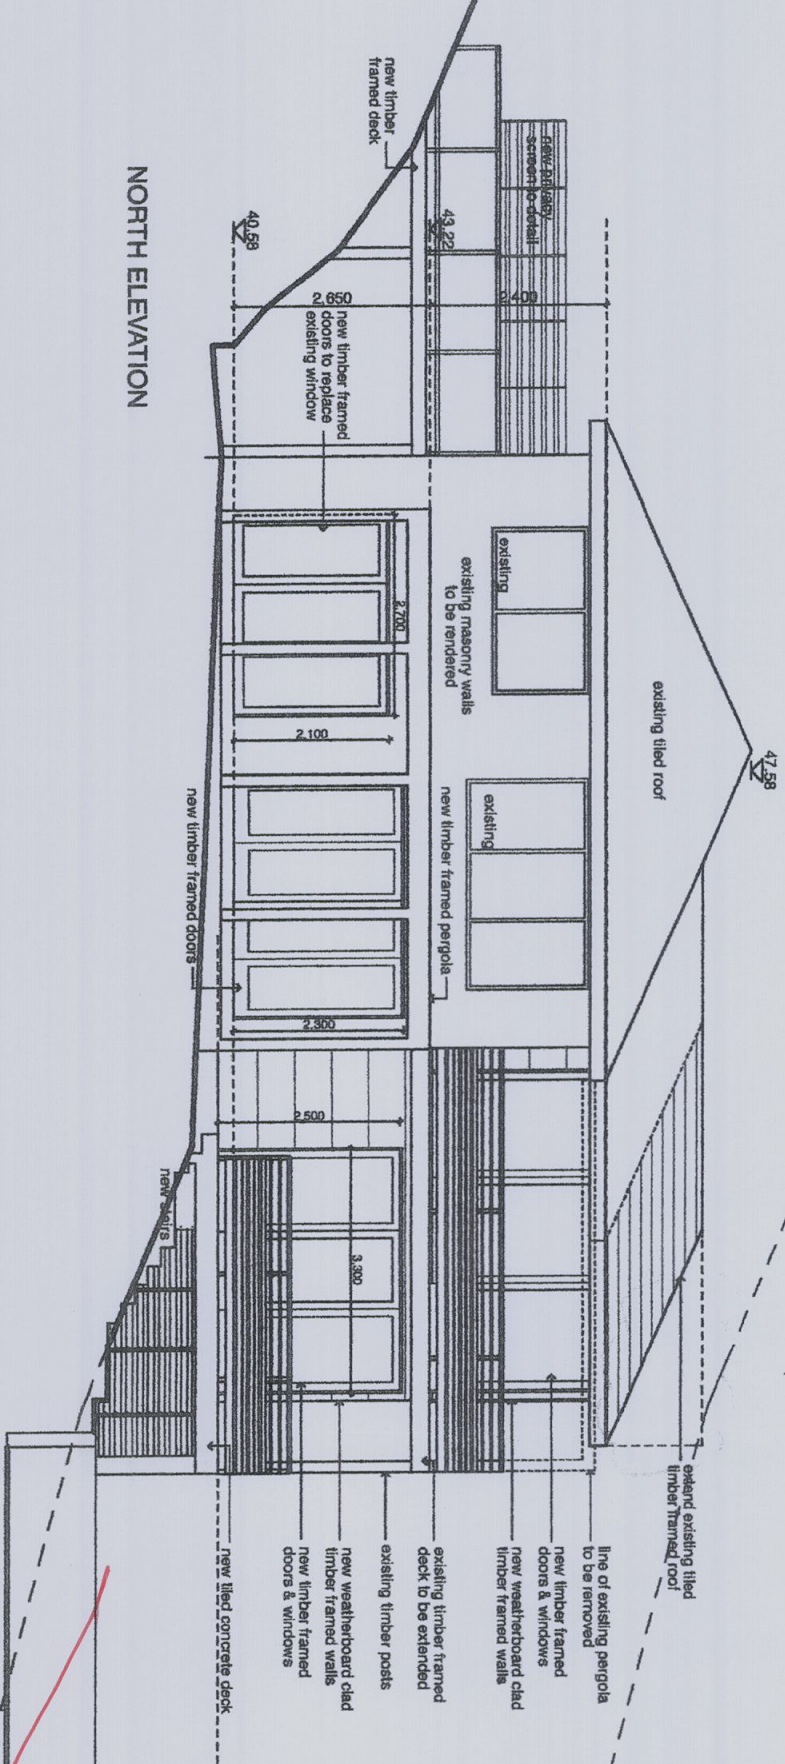 47.58
existing tiled roof
extend existing tiled
timber framed roof
new privacy
screen to detail
2,400
existing
existing
line of existing pergola
to be removed
new timber framed
doors & windows
new weatherboard clad
timber framed walls
43.22
existing masonry walls
to be rendered
new timber framed pergola
existing timber framed
deck to be extended
new timber
framed deck
2,650
2,700
existing timber posts
new timber framed
doors to replace
existing window
2,100
2,300
2,500
3,300
new weatherboard clad
timber framed walls
new timber framed
doors & windows
40.58
new timber framed doors
new stairs
new tiled concrete deck
NORTH ELEVATION